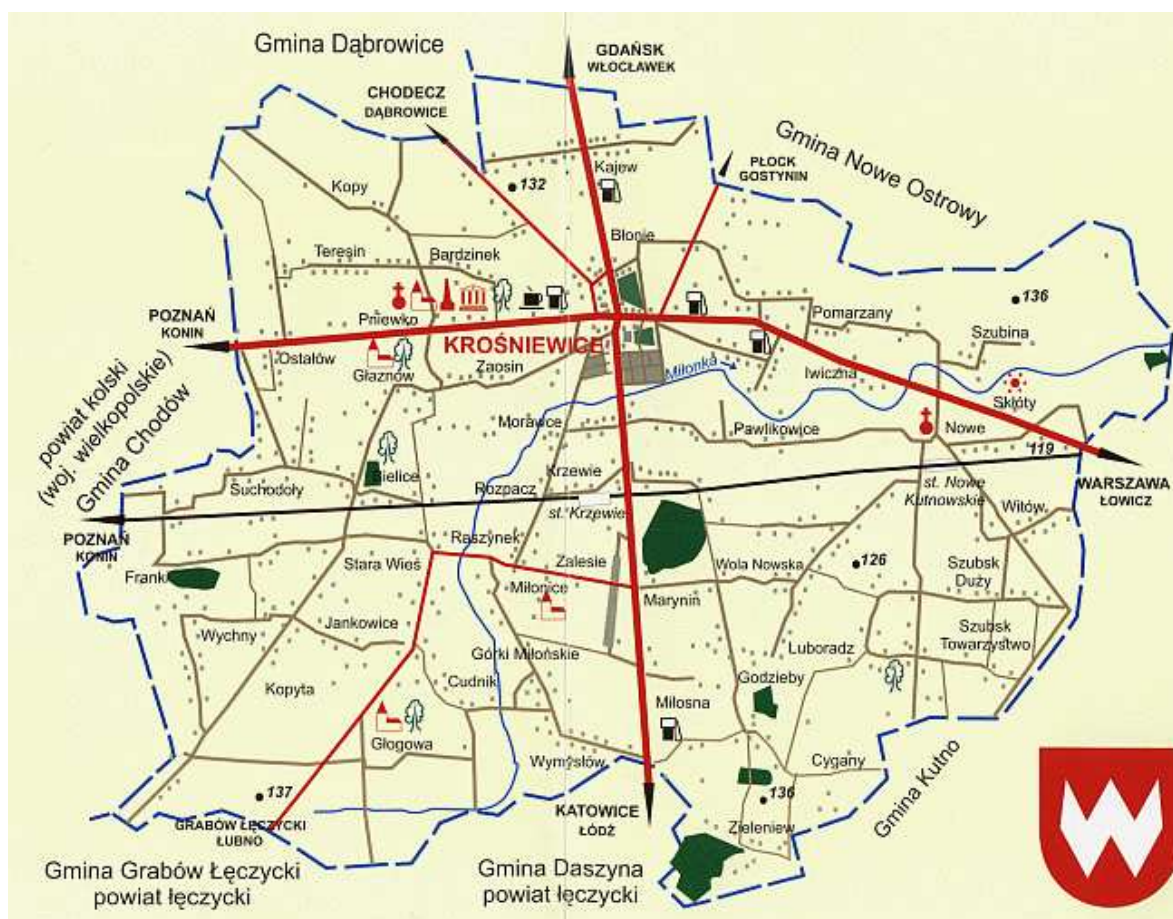 Gmina Dąbrowice
GDAŃSK
WŁOCŁAWEK
CHODECZ
DĄBROWICE
Gmina Nowe Ostrowy
PŁOCK
GOSTYNIN
Kajew
132
Kopy
Błonie
Teresin
Bardzinek
136
POZNAŃ
KONIN
Pniewko
Pomarzany
Szubina
KROŚNIEWICE
Ostałów
Głaznów
Zaosin
Miłonka
Iwiczna
Skłóty
powiat kolski
(woj. wielkopolskie)
Gmina Chodów
Morawce
Pawlikowice
Nowe
119
Bielice
Krzewie
Suchodoły
Rozpacz
st. Krzewie
st. Nowe
Kutnowskie
WARSZAWA
ŁOWICZ
Witów
POZNAŃ
KONIN
Raszynek
Franki
Stara Wieś
Zalesie
Wola Nowska
126
Szubsk
Duży
Miłonice
Marynin
Wychny
Jankowice
Szubsk
Towarzystwo
Górki Miłońskie
Luboradz
Kopyta
Cudnik
Godzieby
Miłosna
Głogowa
Wymysłów
Cygany
137
136
KATOWICE
ŁÓDŹ
Gmina Kutno
GRABÓW ŁĘCZYCKI
ŁUBNO
Zieleniew
Gmina Grabów Łęczycki
powiat łęczycki
Gmina Daszyna
powiat łęczycki